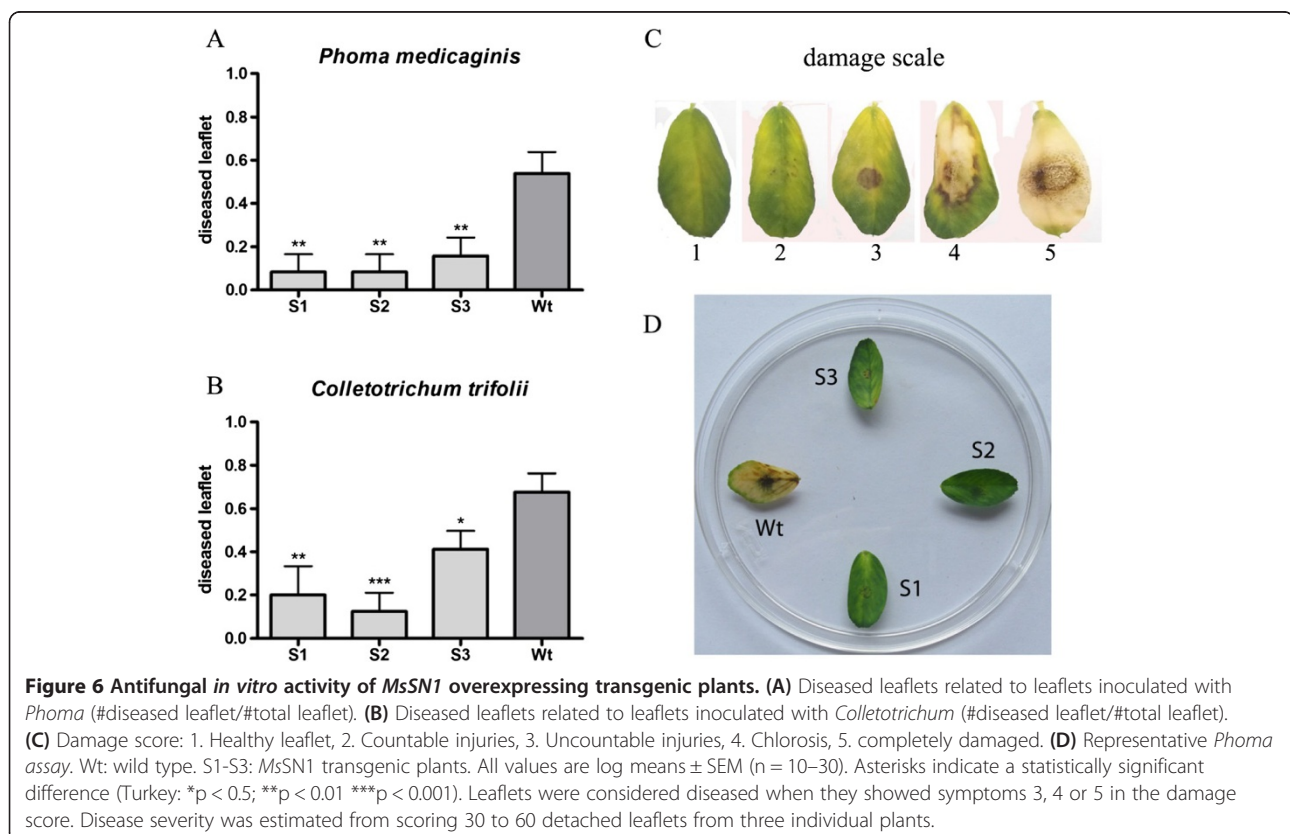 A
Phoma medicaginis
1.0
0.8
0.6
0.4
0.2
0.0
diseased leaflet
**
**
**
S1 S2 S3 Wt
B
Colletotrichum trifolii
1.0
0.8
0.6
0.4
0.2
0.0
diseased leaflet
**
***
*
S1 S2 S3 Wt
C
damage scale
1 2 3 4 5
D
S3
S2
Wt
S1
Figure 6 Antifungal in vitro activity of MsSN1 overexpressing transgenic plants. (A) Diseased leaflets related to leaflets inoculated with
Phoma (#diseased leaflet/#total leaflet). (B) Diseased leaflets related to leaflets inoculated with Colletotrichum (#diseased leaflet/#total leaflet).
(C) Damage score: 1. Healthy leaflet, 2. Countable injuries, 3. Uncountable injuries, 4. Chlorosis, 5. completely damaged. (D) Representative Phoma
assay. Wt: wild type. S1-S3: MsSN1 transgenic plants. All values are log means ± SEM (n = 10–30). Asterisks indicate a statistically significant
difference (Turkey: *p < 0.5; **p < 0.01 ***p < 0.001). Leaflets were considered diseased when they showed symptoms 3, 4 or 5 in the damage
score. Disease severity was estimated from scoring 30 to 60 detached leaflets from three individual plants.